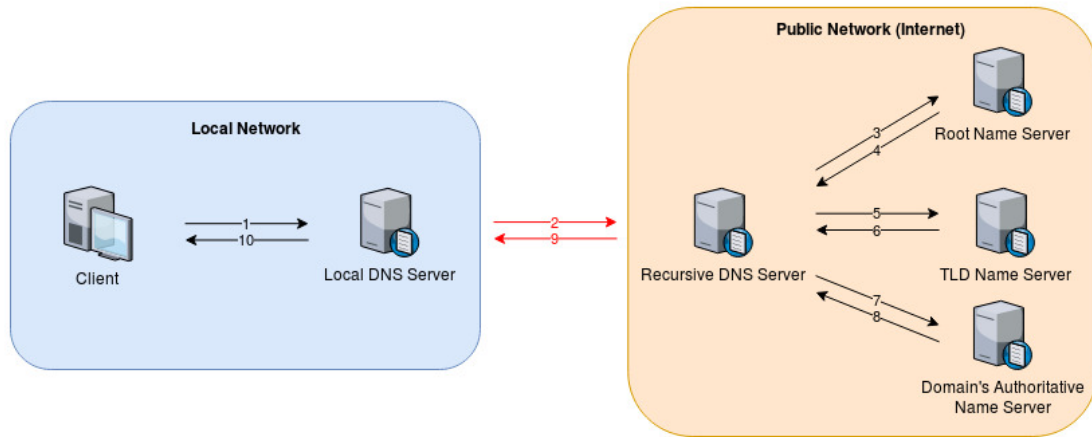 Public Network (Internet)
Local Network
Client
Local DNS Server
Recursive DNS Server
Root Name Server
TLD Name Server
Domain's Authoritative
Name Server
1
10
2
9
3
4
5
6
7
8